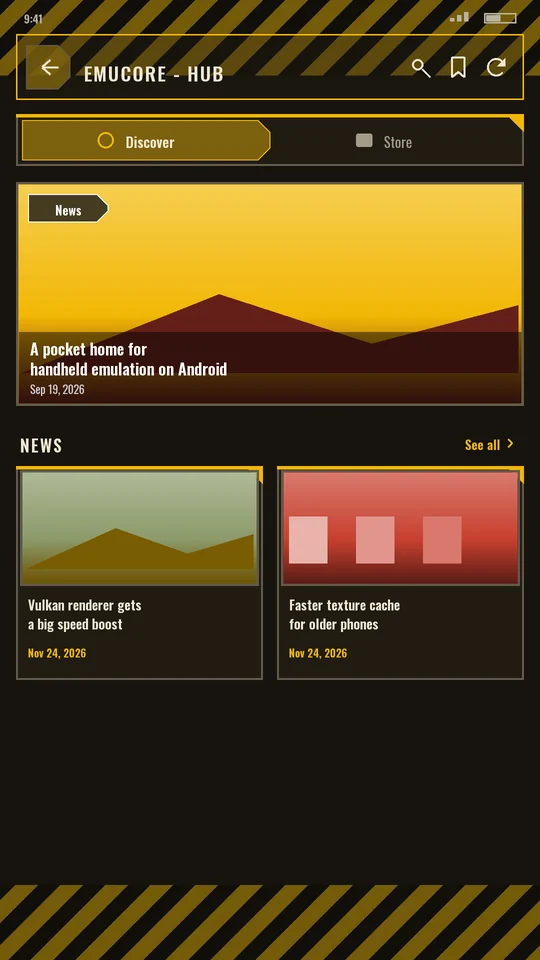 9:41
EMUCORE - HUB
Discover
Store
News
A pocket home for
handheld emulation on Android
Sep 19, 2026
NEWS
See all
Vulkan renderer gets
a big speed boost
Nov 24, 2026
Faster texture cache
for older phones
Nov 24, 2026